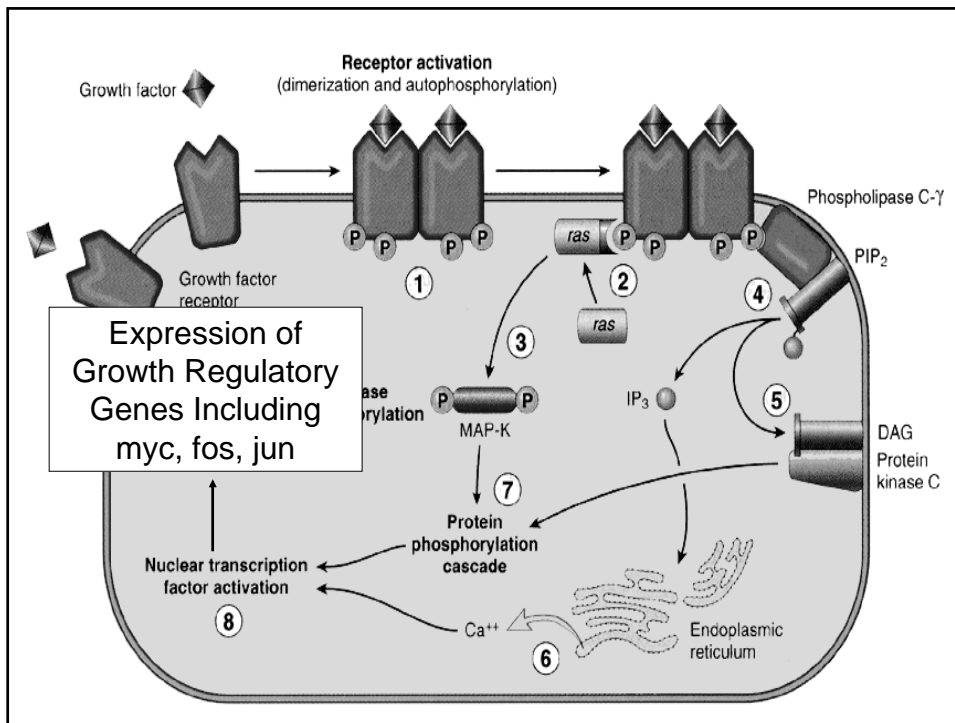 Receptor activation
(dimerization and autophosphorylation)
Growth factor
Phospholipase C-γ
PIP₂
P P P P
ras P P P P
1
2
4
Growth factor
receptor
ras
Expression of
Growth Regulatory
Genes Including
myc, fos, jun
3
ase
orylation
P P
MAP-K
IP₃
5
DAG
Protein
kinase C
7
Protein
phosphorylation
cascade
Nuclear transcription
factor activation
8
Ca⁺⁺
6
Endoplasmic
reticulum